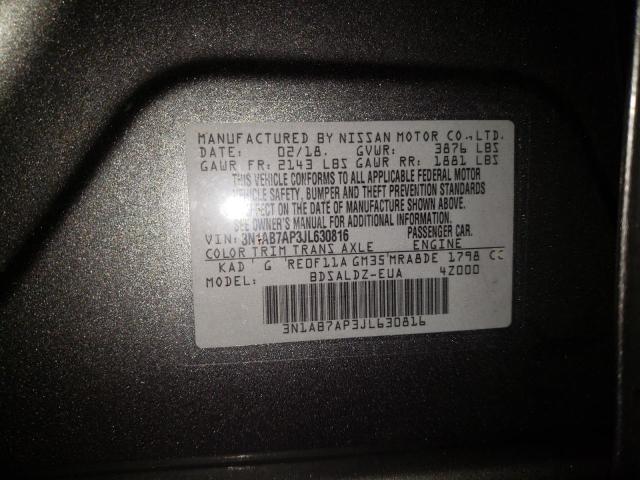 MANUFACTURED BY NISSAN MOTOR CO.,LTD.
DATE: 02/18. GVWR: 3876 LBS
GAWR FR: 2143 LBS GAWR RR: 1881 LBS
THIS VEHICLE CONFORMS TO ALL APPLICABLE FEDERAL MOTOR
VEHICLE SAFETY, BUMPER AND THEFT PREVENTION STANDARDS
IN EFFECT ON THE DATE OF MANUFACTURE SHOWN ABOVE.
SEE OWNER'S MANUAL FOR ADDITIONAL INFORMATION.
VIN: 3N1AB7AP3JL630816 PASSENGER CAR.
COLOR TRIM TRANS AXLE ENGINE
KAD G RE0F11A GM35 MRA8DE 1798 CC
MODEL: BDSALDZ-EUA 4Z000
3N1AB7AP3JL630816